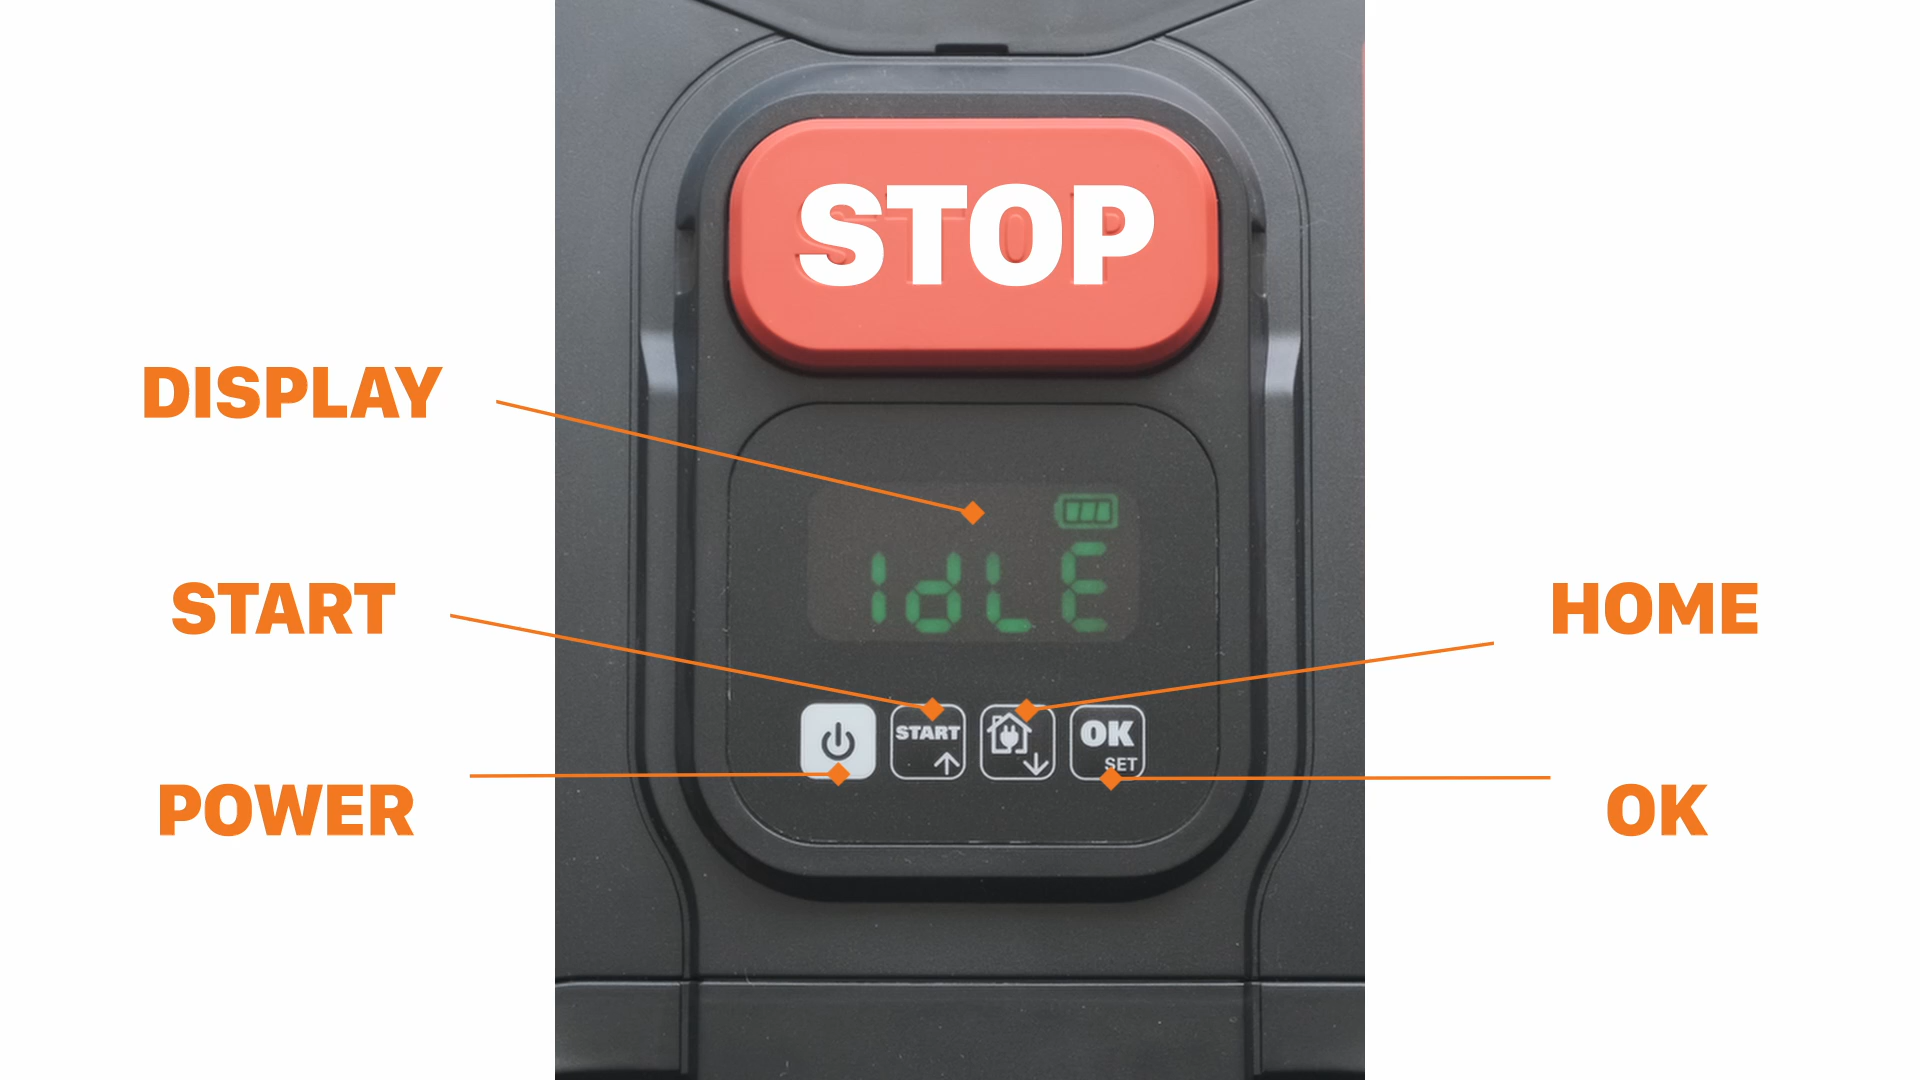 STOP
DISPLAY
IdLE
START
HOME
START
OK
SET
POWER
OK